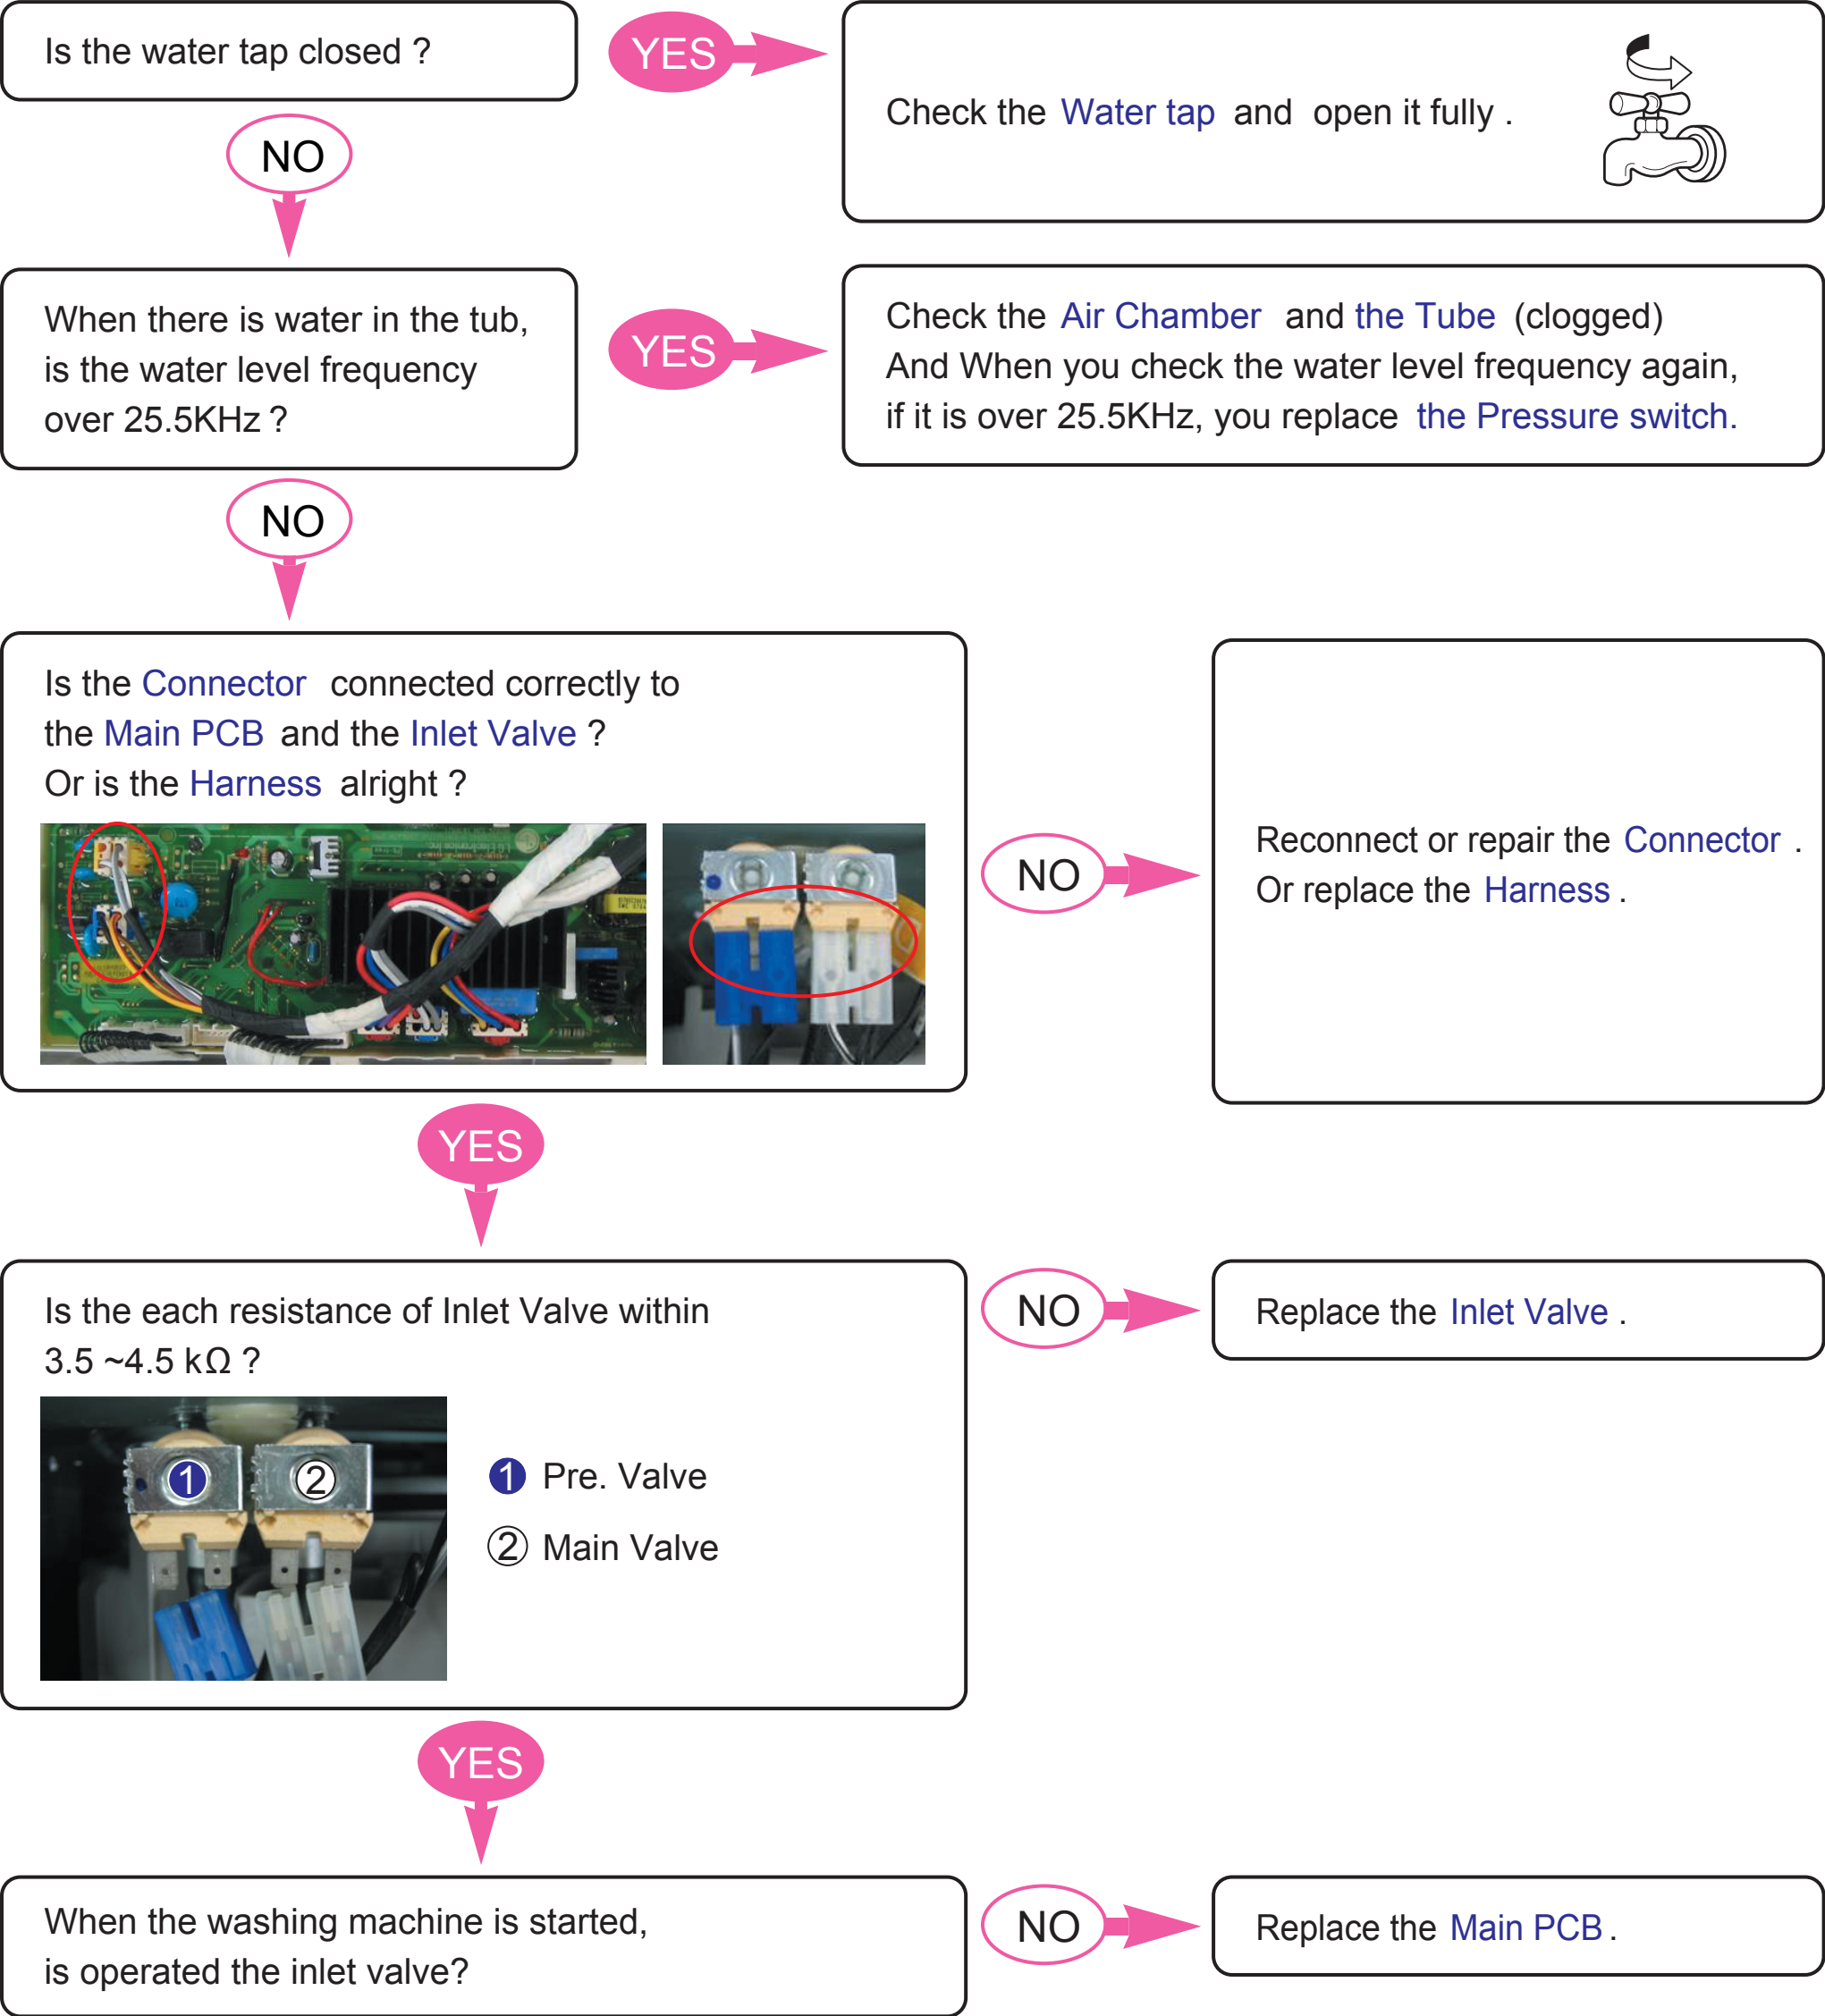 Is the water tap closed ?
YES
Check the Water tap and open it fully .
NO
When there is water in the tub,
is the water level frequency
over 25.5KHz ?
YES
Check the Air Chamber and the Tube (clogged)
And When you check the water level frequency again,
if it is over 25.5KHz, you replace the Pressure switch.
NO
Is the Connector connected correctly to
the Main PCB and the Inlet Valve ?
Or is the Harness alright ?
LG Electronics Inc.
NO
Reconnect or repair the Connector .
Or replace the Harness .
YES
Is the each resistance of Inlet Valve within
3.5 ~4.5 kΩ ?
1
2
① Pre. Valve
② Main Valve
NO
Replace the Inlet Valve .
YES
When the washing machine is started,
is operated the inlet valve?
NO
Replace the Main PCB .